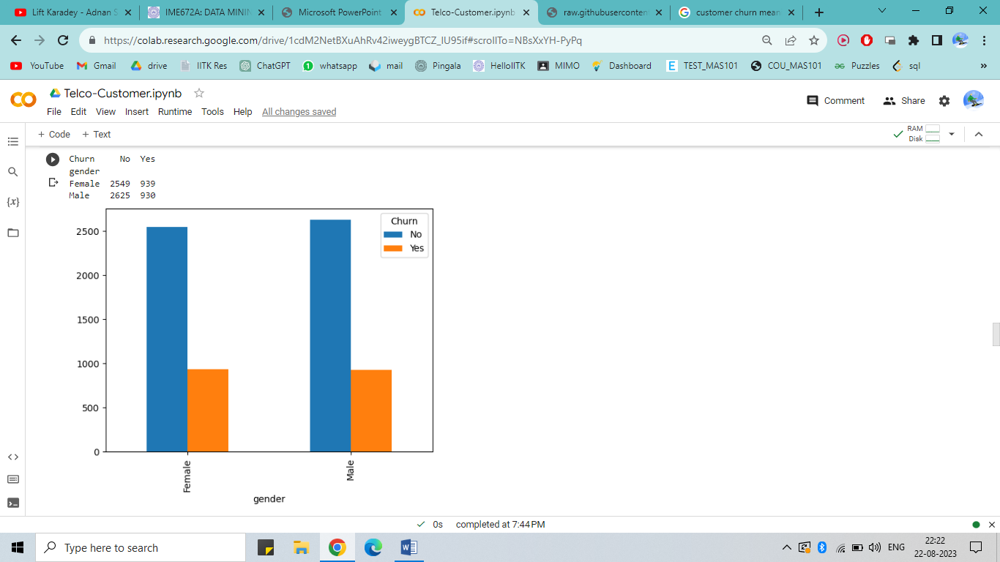 Lift Karadey - Adnan S
IME672A: DATA MININ
Microsoft PowerPoint
Telco-Customer.ipynb
raw.githubusercontent
customer churn mean
https://colab.research.google.com/drive/1cdM2NetBXuAhRv42iweygBTCZ_IU95if#scrollTo=NBsXxYH-PyPq
YouTube Gmail drive IITK Res ChatGPT whatsapp mail Pingala HelloIITK MIMO Dashboard TEST_MAS101 COU_MAS101 Puzzles sql »
Telco-Customer.ipynb
Comment Share
File Edit View Insert Runtime Tools Help All changes saved
+ Code + Text
RAM
Disk
Churn No Yes
gender
Female 2549 939
Male 2625 930
Churn
No
Yes
2500
2000
1500
1000
500
0
Female
Male
gender
{x}
0s completed at 7:44 PM
Type here to search
ENG
22:22
22-08-2023